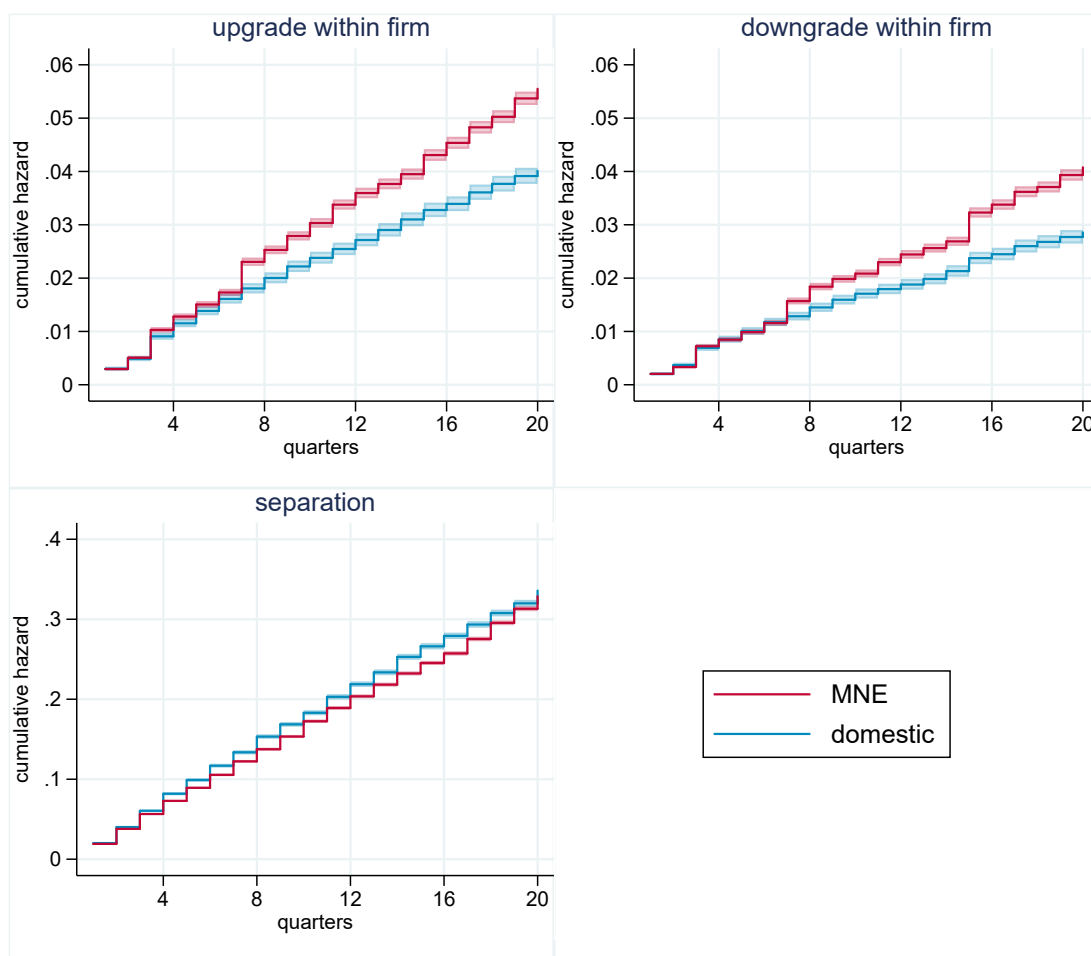 upgrade within firm
cumulative hazard
.06
.05
.04
.03
.02
.01
0
4 8 12 16 20
quarters
downgrade within firm
cumulative hazard
.06
.05
.04
.03
.02
.01
0
4 8 12 16 20
quarters
separation
cumulative hazard
.4
.3
.2
.1
0
4 8 12 16 20
quarters
MNE
domestic